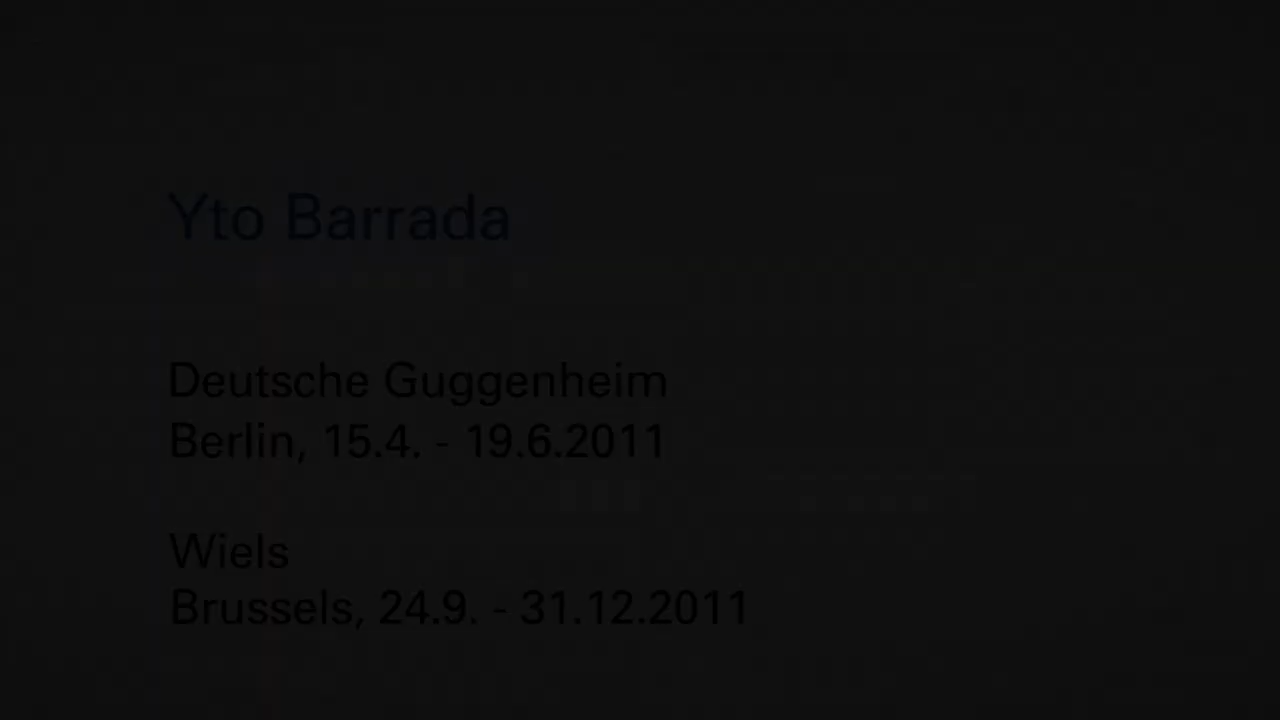 Yto Barrada
Deutsche Guggenheim
Berlin, 15.4. - 19.6.2011
Wiels
Brussels, 24.9. - 31.12.2011